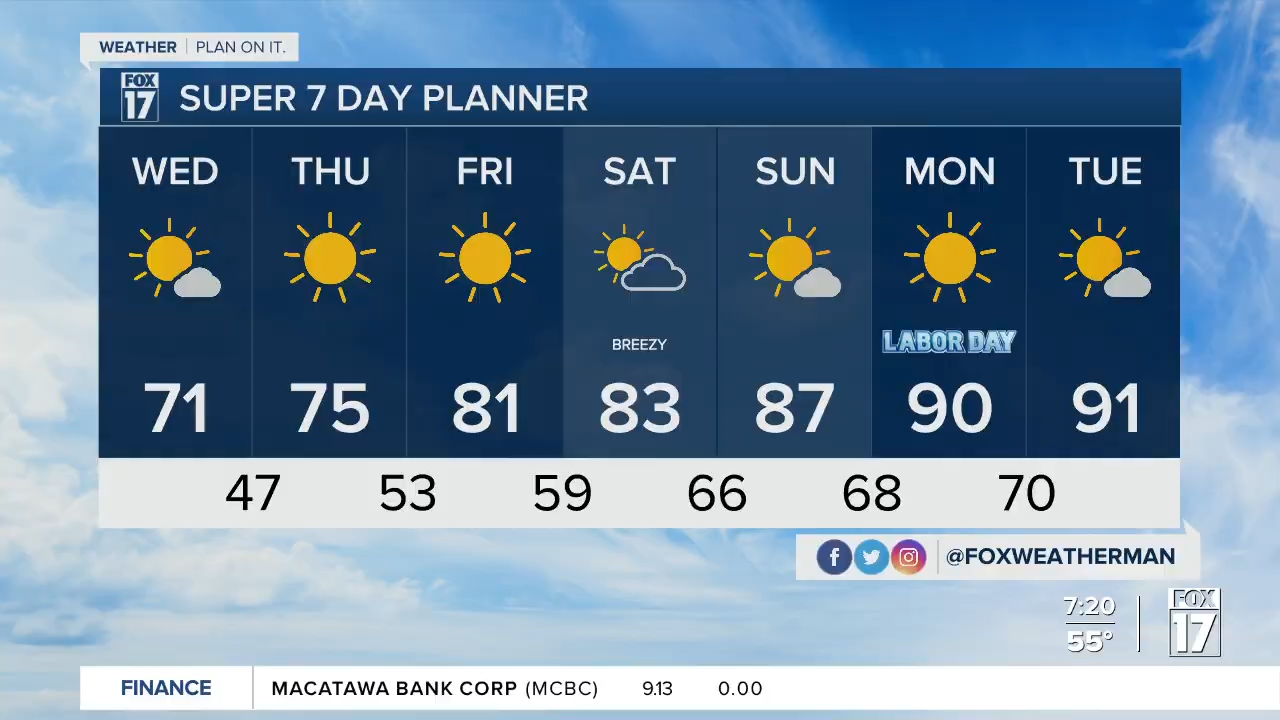 WEATHER | PLAN ON IT.
FOX 17 SUPER 7 DAY PLANNER
WED THU FRI SAT SUN MON TUE
BREEZY LABOR DAY
71 75 81 83 87 90 91
47 53 59 66 68 70
@FOXWEATHERMAN
7:20
55°
FOX
17
FINANCE MACATAWA BANK CORP (MCBC) 9.13 0.00